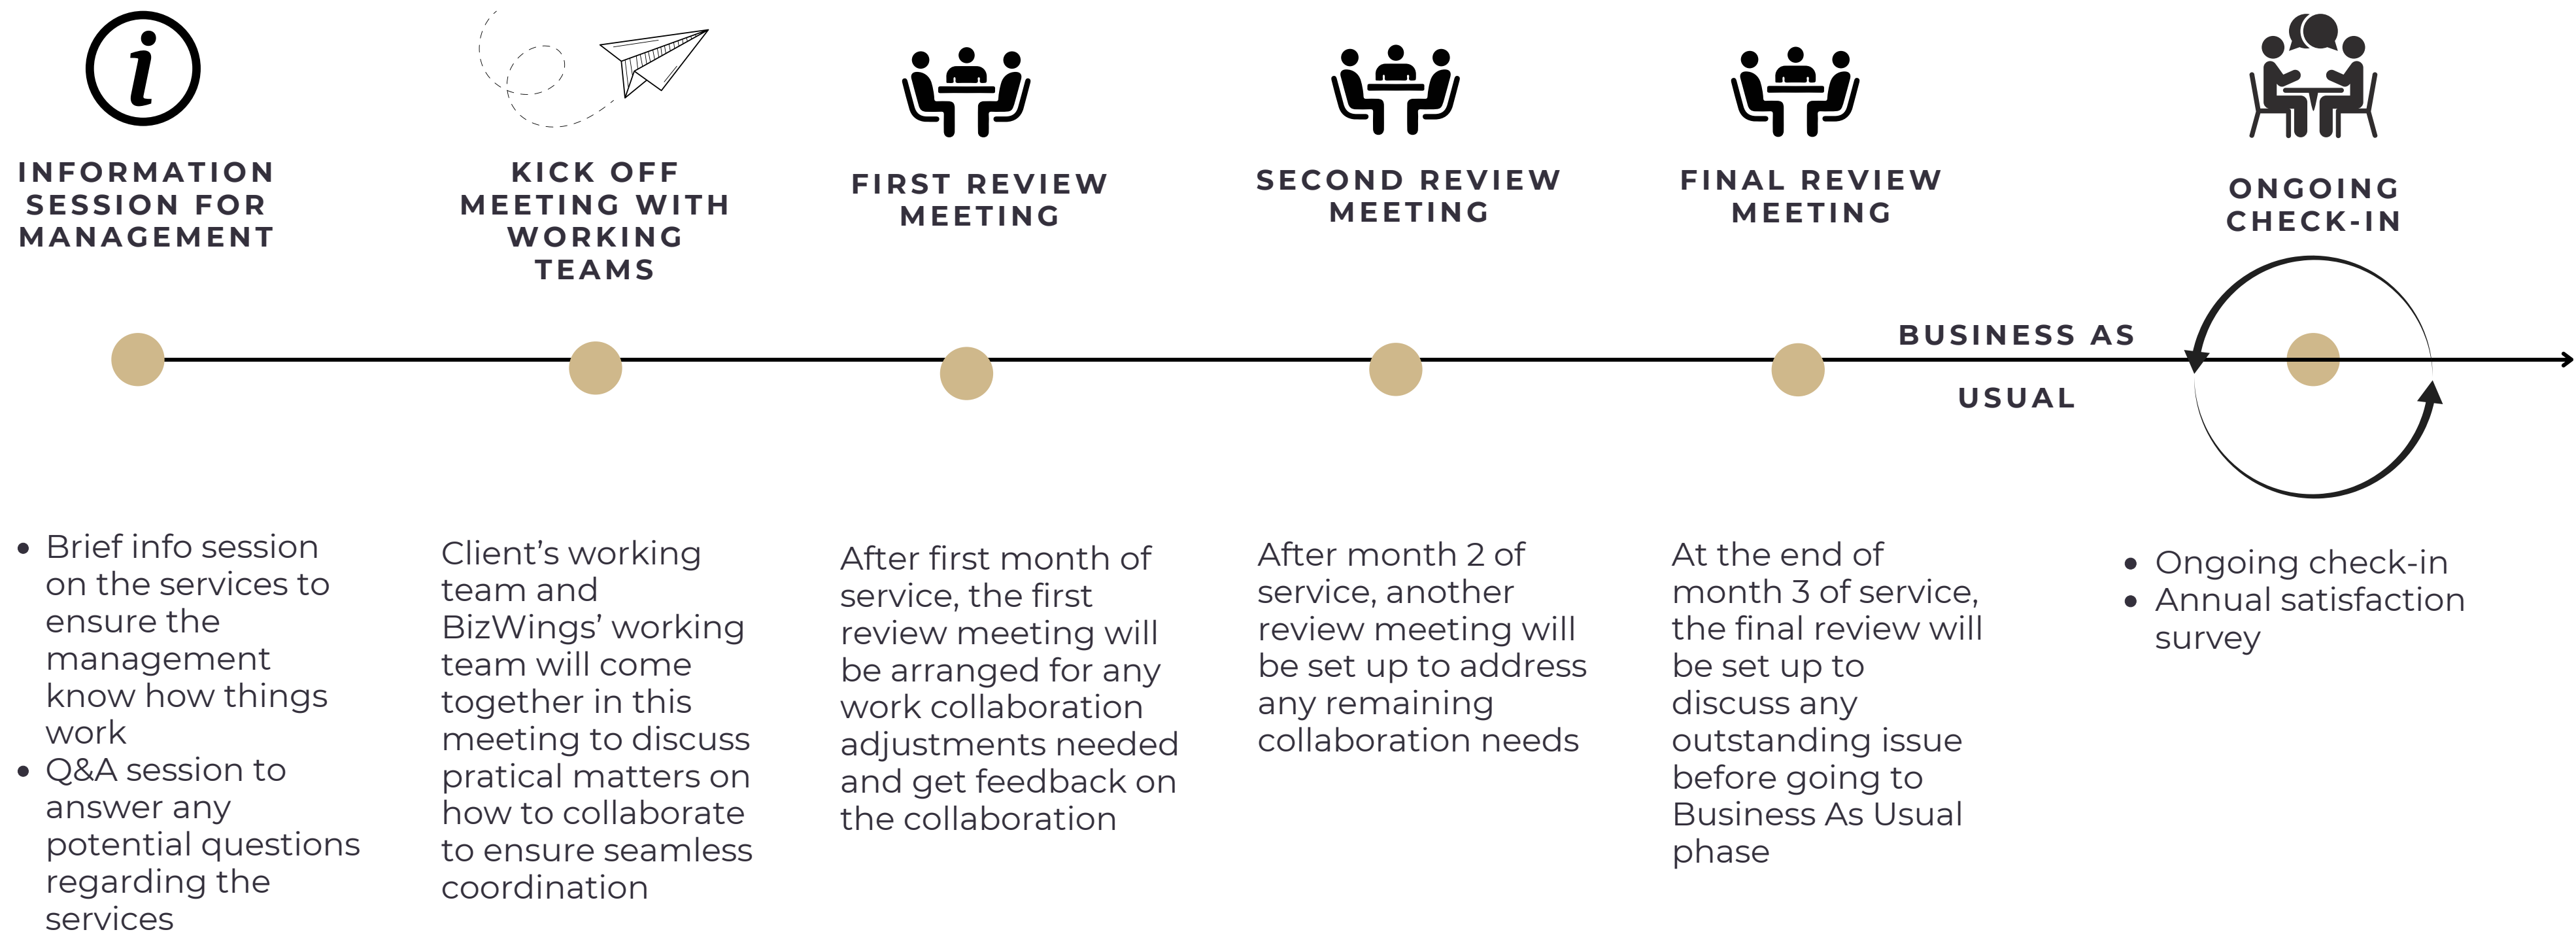 INFORMATION
SESSION FOR
MANAGEMENT
KICK OFF
MEETING WITH
WORKING
TEAMS
FIRST REVIEW
MEETING
SECOND REVIEW
MEETING
FINAL REVIEW
MEETING
ONGOING
CHECK-IN
BUSINESS AS
USUAL
• Brief info session
on the services to
ensure the
management
know how things
work
• Q&A session to
answer any
potential questions
regarding the
services
Client’s working
team and
BizWings’ working
team will come
together in this
meeting to discuss
pratical matters on
how to collaborate
to ensure seamless
coordination
After first month of
service, the first
review meeting will
be arranged for any
work collaboration
adjustments needed
and get feedback on
the collaboration
After month 2 of
service, another
review meeting will
be set up to address
any remaining
collaboration needs
At the end of
month 3 of service,
the final review will
be set up to
discuss any
outstanding issue
before going to
Business As Usual
phase
• Ongoing check-in
• Annual satisfaction
survey